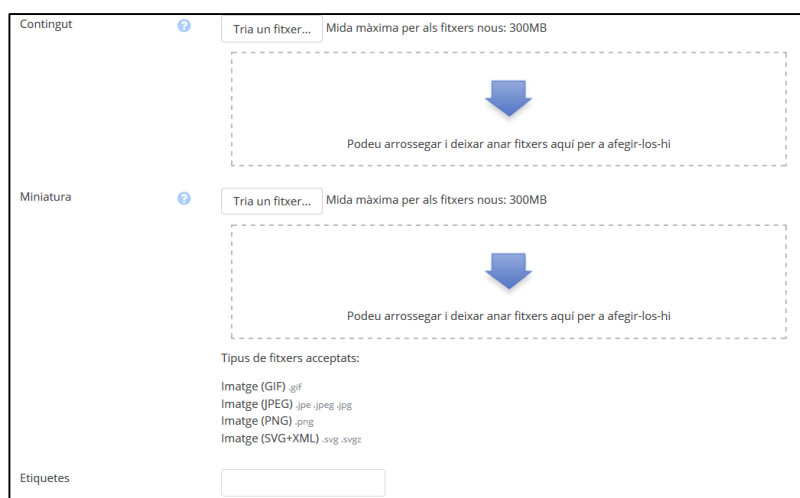 Contingut
Tria un fitxer... Mida màxima per als fitxers nous: 300MB
Podeu arrossegar i deixar anar fitxers aquí per a afegir-los-hi
Miniatura
Tria un fitxer... Mida màxima per als fitxers nous: 300MB
Podeu arrossegar i deixar anar fitxers aquí per a afegir-los-hi
Tipus de fitxers acceptats:
Imatge (GIF) .gif
Imatge (JPEG) .jpe .jpeg .jpg
Imatge (PNG) .png
Imatge (SVG+XML) .svg .svgz
Etiquetes